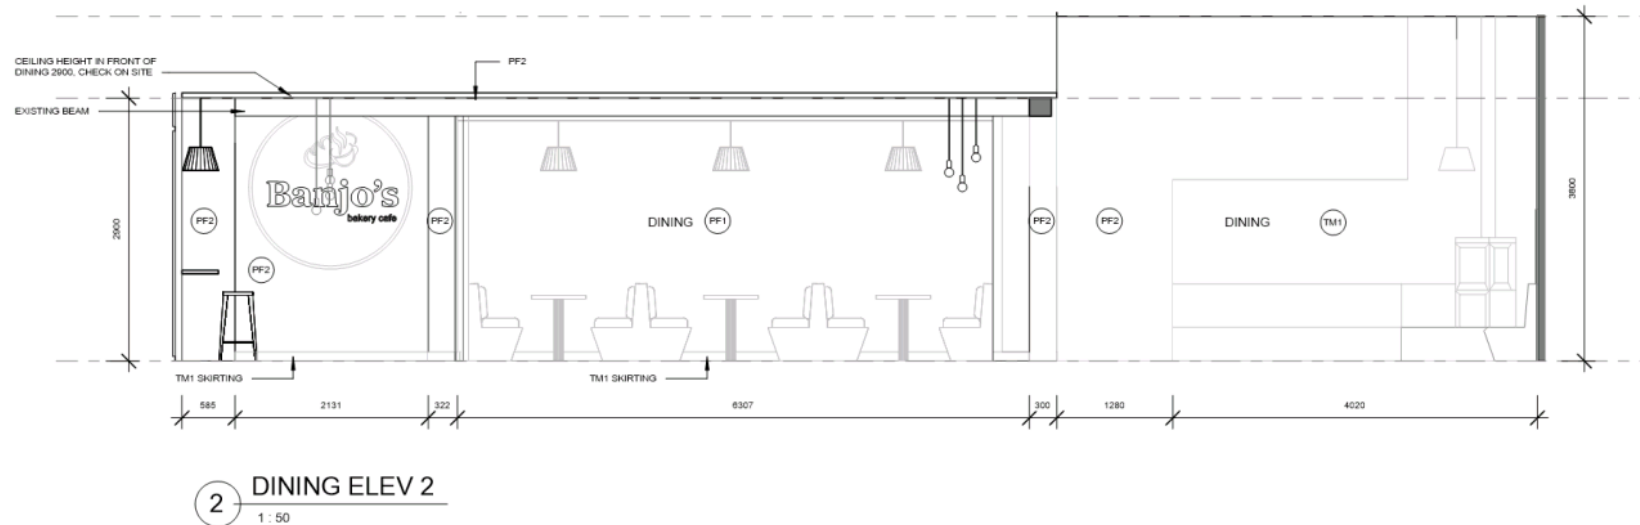 CEILING HEIGHT IN FRONT OF
DINING 2900, CHECK ON SITE
PF2
EXISTING BEAM
Banjo's
bakery cafe
2900
PF2
PF2
PF2
DINING PF1
PF2
PF2
DINING TM1
3800
TM1 SKIRTING
TM1 SKIRTING
585
2131
322
6307
300
1280
4020
2
DINING ELEV 2
1 : 50